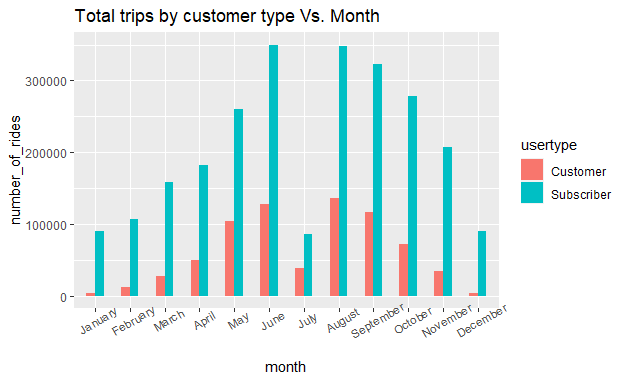 Total trips by customer type Vs. Month
number_of_rides
300000
200000
100000
0
January
February
March
April
May
June
July
August
September
October
November
December
month
usertype
Customer
Subscriber